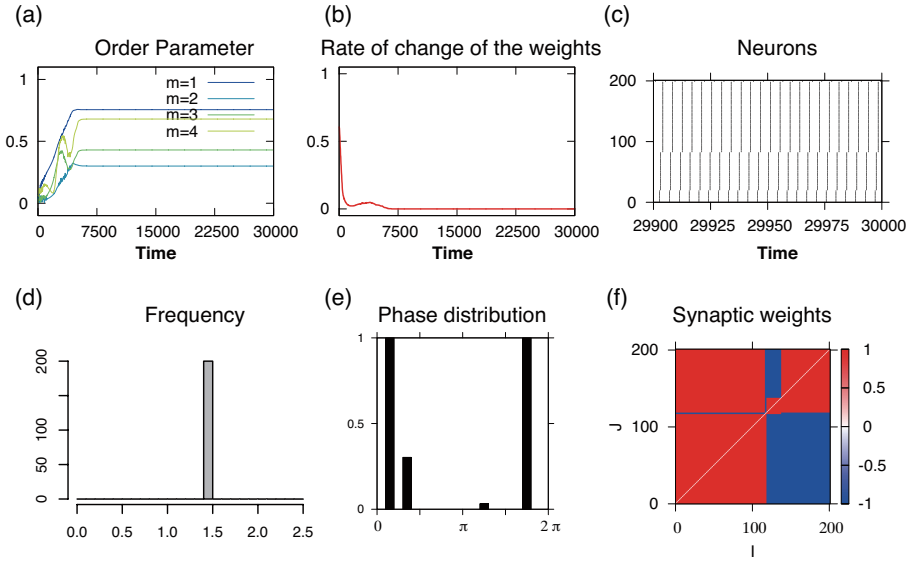 (a)
Order Parameter
1
0.5
0
m=1
m=2
m=3
m=4
0 7500 15000 22500 30000
Time
(b)
Rate of change of the weights
1
0.5
0
0 7500 15000 22500 30000
Time
(c)
Neurons
200
100
0
29900 29925 29950 29975 30000
Time
(d)
Frequency
200
150
100
50
0
0.0 0.5 1.0 1.5 2.0 2.5
(e)
Phase distribution
1
0.5
0
0 π 2 π
(f)
Synaptic weights
200
100
0
J
0 100 200
I
1
0.5
0
-0.5
-1